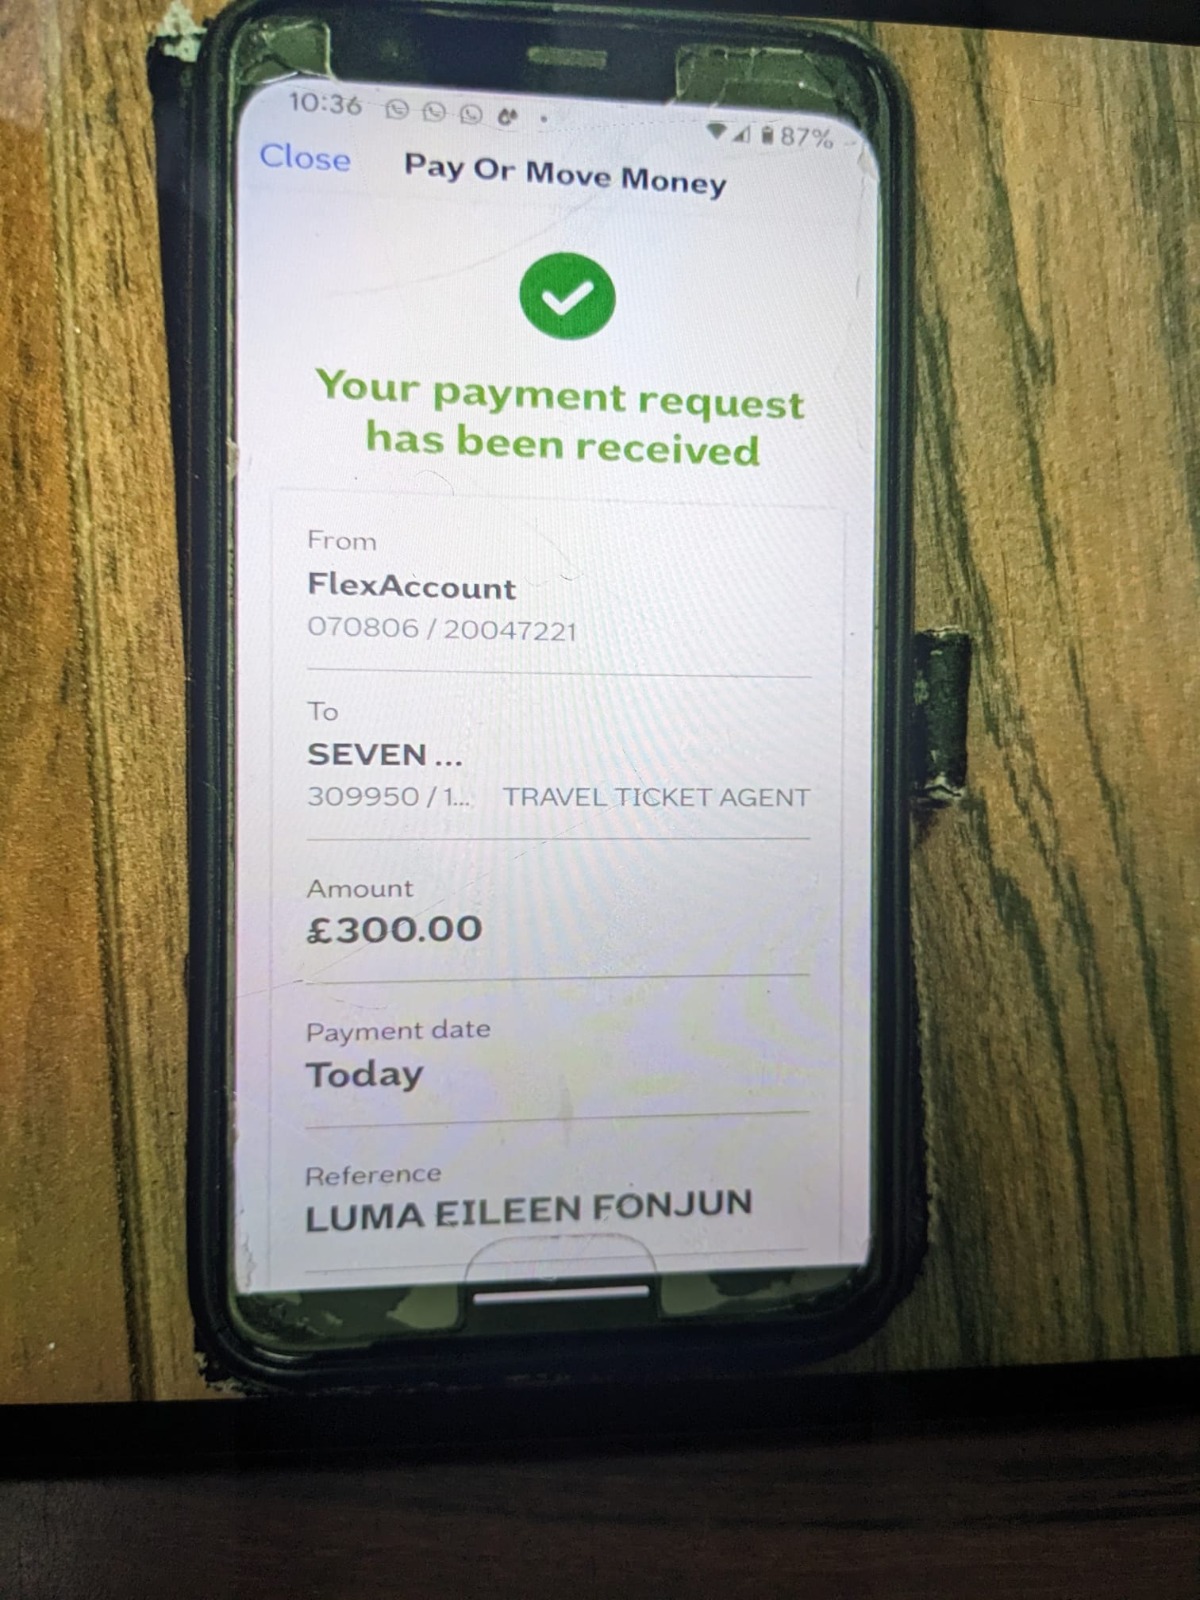 10:36 87%
Close Pay Or Move Money
Your payment request
has been received
From
FlexAccount
070806 / 20047221
To
SEVEN ...
309950 / 1... TRAVEL TICKET AGENT
Amount
£300.00
Payment date
Today
Reference
LUMA EILEEN FONJUN